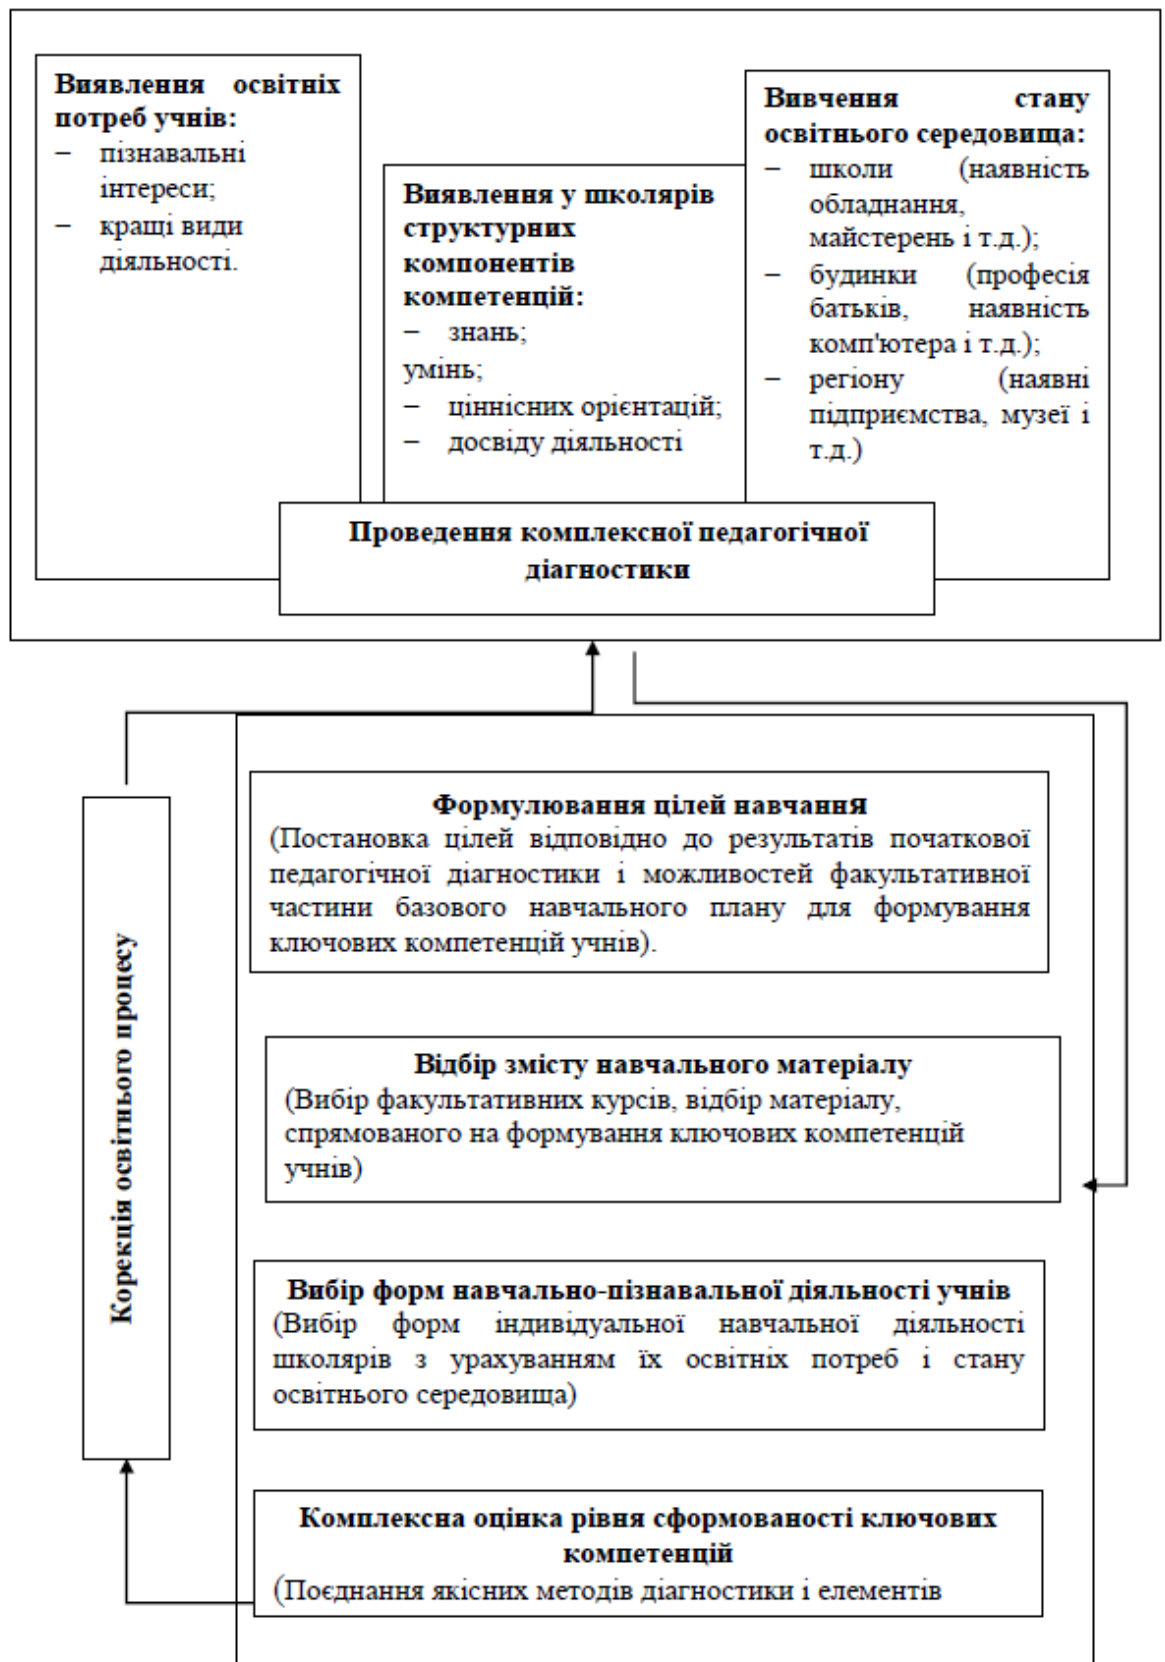 Виявлення освітніх
потреб учнів:
– пізнавальні
інтереси;
– кращі види
діяльності.
Виявлення у школярів
структурних
компонентів
компетенцій:
– знань;
умінь;
– ціннісних орієнтацій;
– досвіду діяльності
Вивчення стану
освітнього середовища:
– школи (наявність
обладнання,
майстерень і т.д.);
– будинки (професія
батьків, наявність
комп'ютера і т.д.);
– регіону (наявні
підприємства, музеї і
т.д.)
Проведення комплексної педагогічної
діагностики
Корекція освітнього процесу
Формулювання цілей навчання
(Постановка цілей відповідно до результатів початкової
педагогічної діагностики і можливостей факультативної
частини базового навчального плану для формування
ключових компетенцій учнів).
Відбір змісту навчального матеріалу
(Вибір факультативних курсів, відбір матеріалу,
спрямованого на формування ключових компетенцій
учнів)
Вибір форм навчально-пізнавальної діяльності учнів
(Вибір форм індивідуальної навчальної діяльності
школярів з урахуванням їх освітніх потреб і стану
освітнього середовища)
Комплексна оцінка рівня сформованості ключових
компетенцій
(Поєднання якісних методів діагностики і елементів